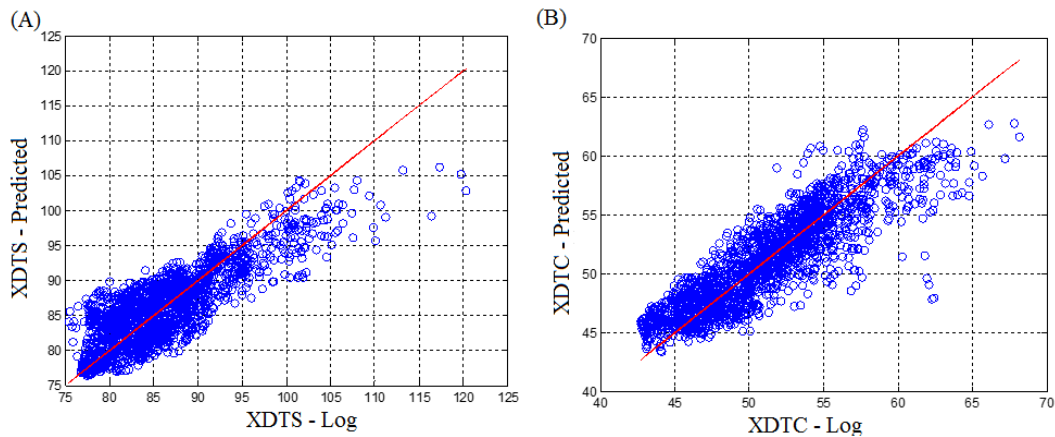 (A)
125
120
115
110
105
100
95
90
85
80
75
75 80 85 90 95 100 105 110 115 120 125
XDTS - Predicted
XDTS - Log
(B)
70
65
60
55
50
45
40
40 45 50 55 60 65 70
XDTC - Predicted
XDTC - Log